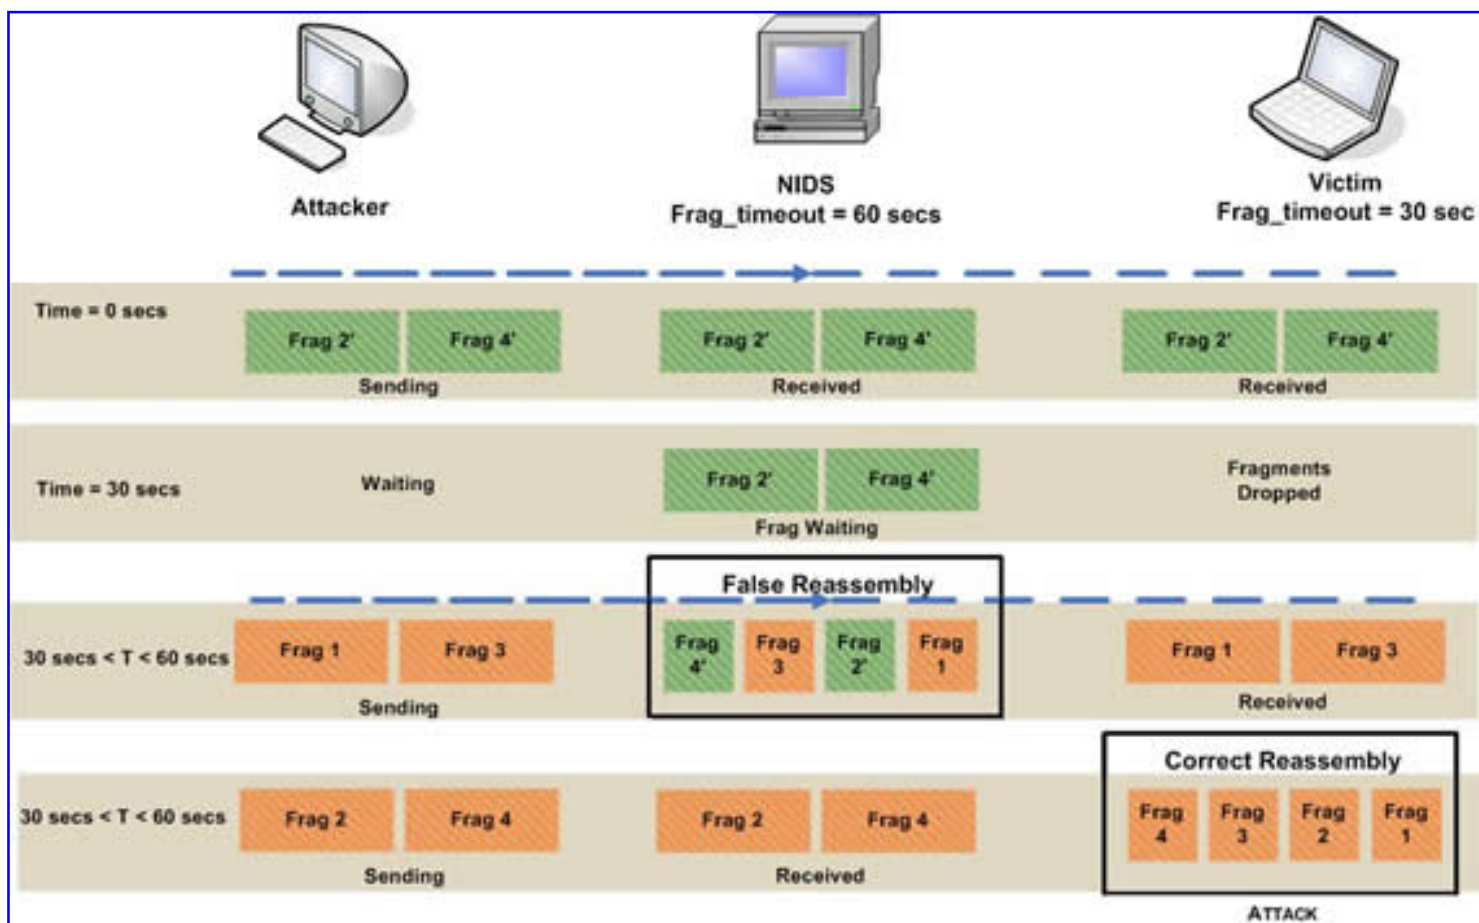 Attacker
NIDS
Frag_timeout = 60 secs
Victim
Frag_timeout = 30 sec
Time = 0 secs
Frag 2'
Frag 4'
Sending
Frag 2'
Frag 4'
Received
Frag 2'
Frag 4'
Received
Time = 30 secs
Waiting
Frag 2'
Frag 4'
Frag Waiting
Fragments
Dropped
30 secs < T < 60 secs
Frag 1
Frag 3
Sending
False Reassembly
Frag
4'
Frag
3
Frag
2'
Frag
1
Frag 1
Frag 3
Received
30 secs < T < 60 secs
Frag 2
Frag 4
Sending
Frag 2
Frag 4
Received
Correct Reassembly
Frag
4
Frag
3
Frag
2
Frag
1
ATTACK